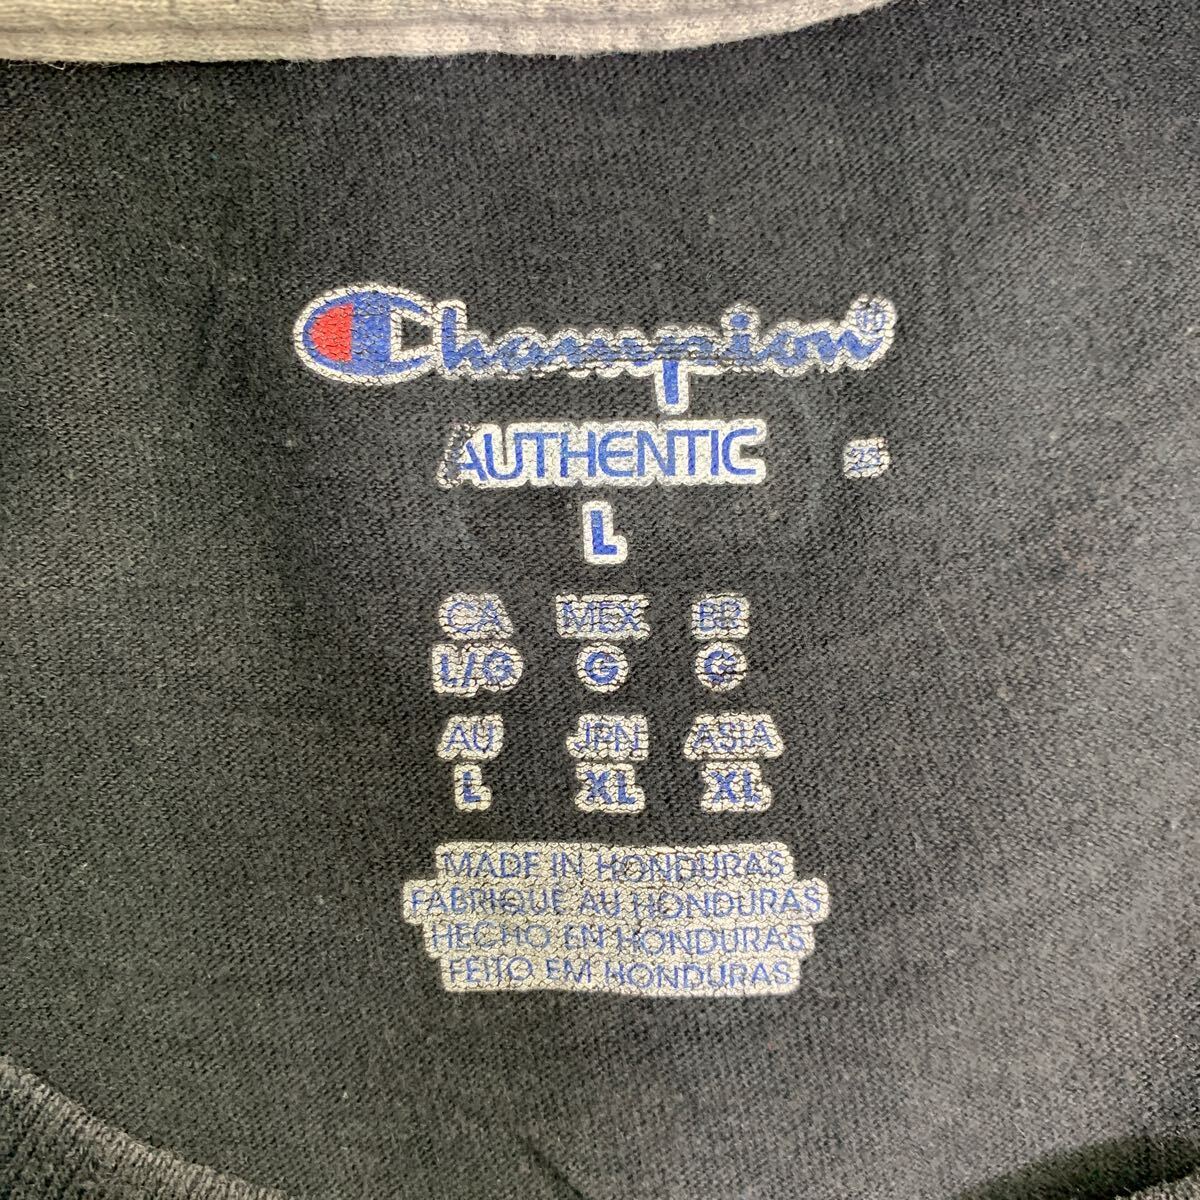 Champion®
AUTHENTIC
L
CA MEX BR
L/G G G
AU JPN ASIA
L XL XL
MADE IN HONDURAS
FABRIQUE AU HONDURAS
HECHO EN HONDURAS
FEITO EM HONDURAS